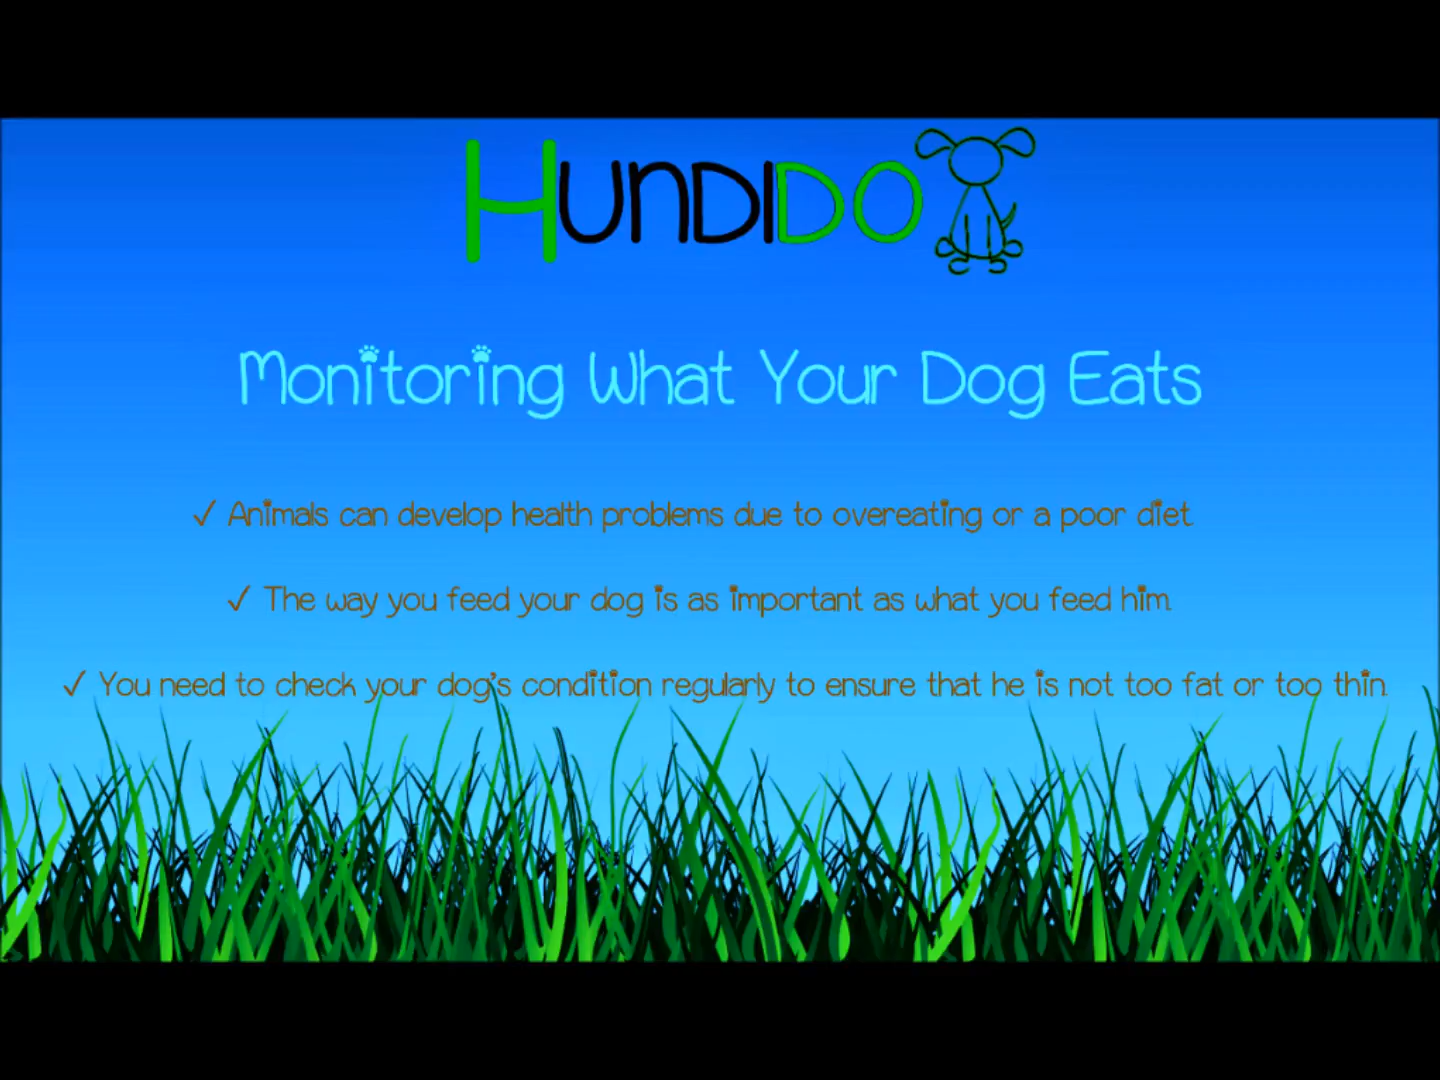 HUNDIDO
Monitoring What Your Dog Eats
✓ Animals can develop health problems due to overeating or a poor diet.
✓ The way you feed your dog is as important as what you feed him.
✓ You need to check your dog's condition regularly to ensure that he is not too fat or too thin.